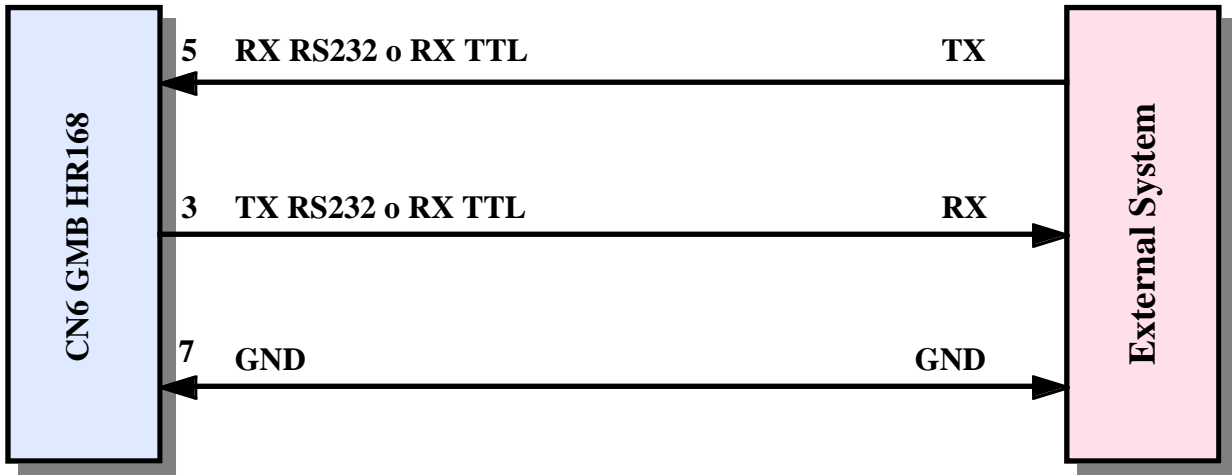 5 RX RS232 o RX TTL TX
3 TX RS232 o RX TTL RX
7 GND GND
CN6 GMB HR168
External System